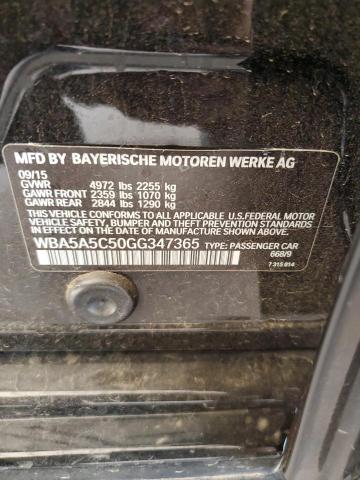 MFD BY BAYERISCHE MOTOREN WERKE AG
09/15
GVWR 4972 lbs 2255 kg
GAWR FRONT 2359 lbs 1070 kg
GAWR REAR 2844 lbs 1290 kg
THIS VEHICLE CONFORMS TO ALL APPLICABLE U.S.FEDERAL MOTOR
VEHICLE SAFETY, BUMPER AND THEFT PREVENTION STANDARDS
IN EFFECT ON THE DATE OF MANUFACTURE SHOWN ABOVE.
WBA5A5C50GG347365 TYPE: PASSENGER CAR
668/9
7 315 814